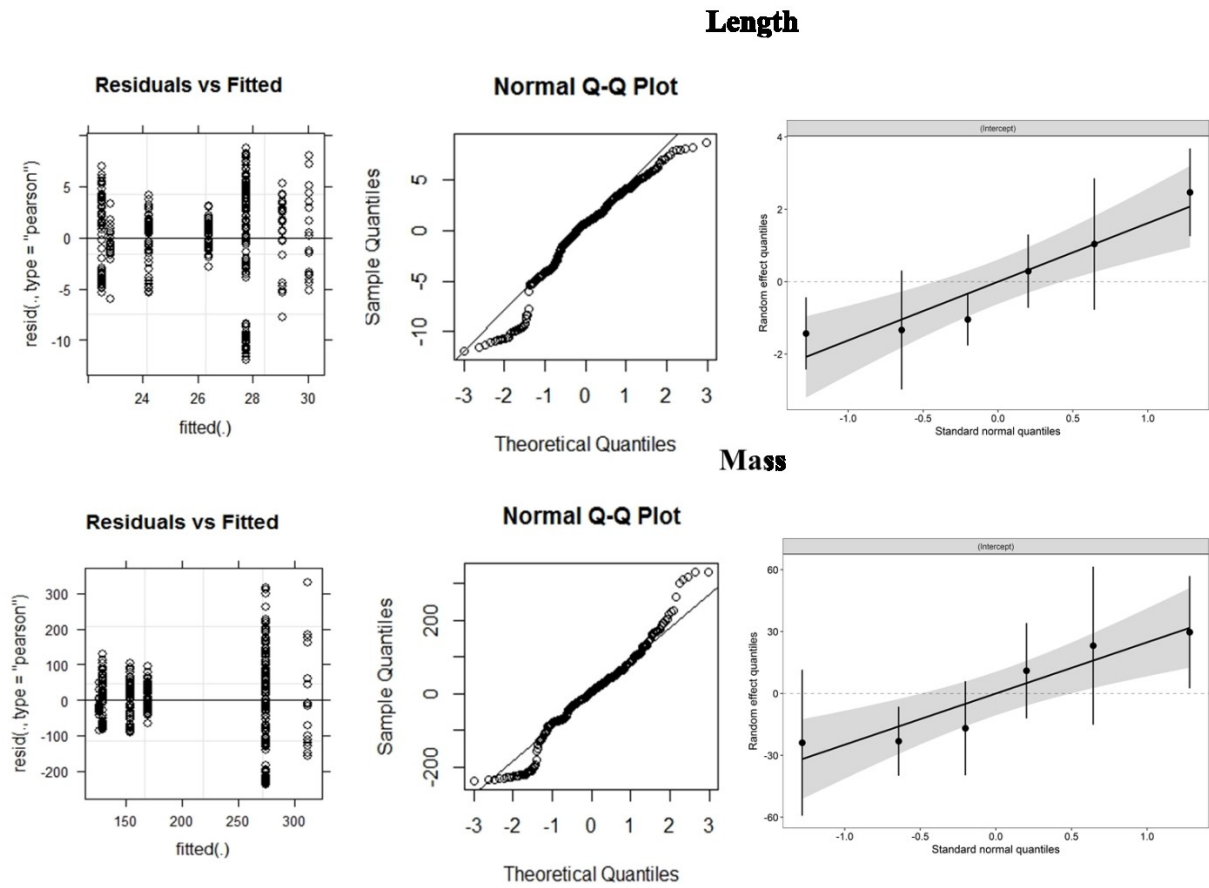 Length
Residuals vs Fitted
Normal Q-Q Plot
(Intercept)
resid(., type = "pearson")
5
0
-5
-10
24 26 28 30
fitted(.)
Sample Quantiles
5
0
-5
-10
-3 -2 -1 0 1 2 3
Theoretical Quantiles
Random effect quantiles
4
2
0
-2
-1.0 -0.5 0.0 0.5 1.0
Standard normal quantiles
Mass
Residuals vs Fitted
Normal Q-Q Plot
(Intercept)
resid(., type = "pearson")
300
200
100
0
-100
-200
150 200 250 300
fitted(.)
Sample Quantiles
200
0
-200
-3 -2 -1 0 1 2 3
Theoretical Quantiles
Random effect quantiles
60
30
0
-30
-60
-1.0 -0.5 0.0 0.5 1.0
Standard normal quantiles